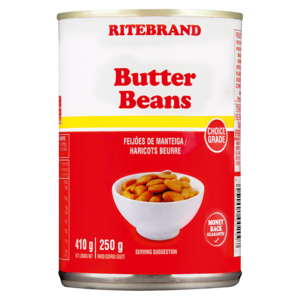 RITEBRAND
Butter
Beans
CHOICE
GRADE
FEIJÕES DE MANTEIGA/
HARICOTS BEURRE
410 g
250 g
MONEY
BACK
GUARANTEE
SERVING SUGGESTION